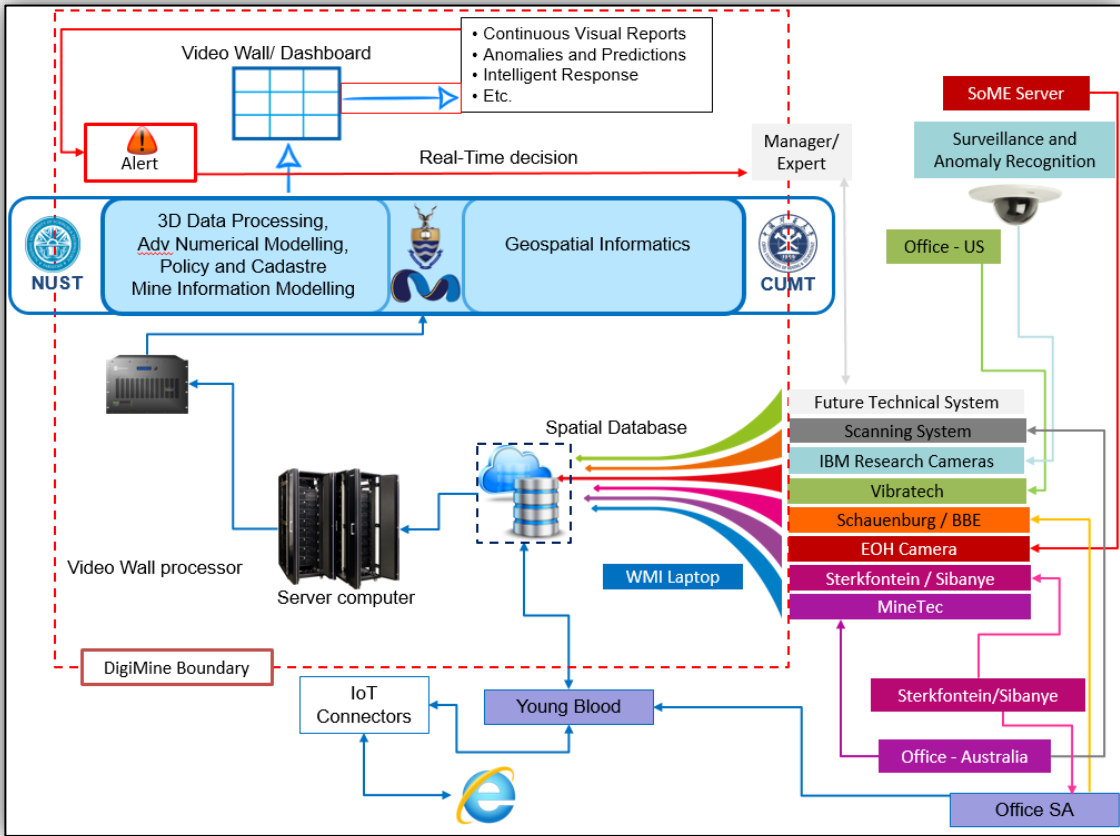 • Continuous Visual Reports
• Anomalies and Predictions
• Intelligent Response
• Etc.
Video Wall/ Dashboard
SoME Server
Surveillance and
Anomaly Recognition
Alert
Real-Time decision
Manager/
Expert
Office - US
NUST
3D Data Processing,
Adv Numerical Modelling,
Policy and Cadastre
Mine Information Modelling
Geospatial Informatics
CUMT
Future Technical System
Scanning System
IBM Research Cameras
Vibratech
Schauenburg / BBE
EOH Camera
Sterkfontein / Sibanye
MineTec
Spatial Database
WMI Laptop
Video Wall processor
Server computer
DigiMine Boundary
IoT
Connectors
Young Blood
Sterkfontein/Sibanye
Office - Australia
Office SA